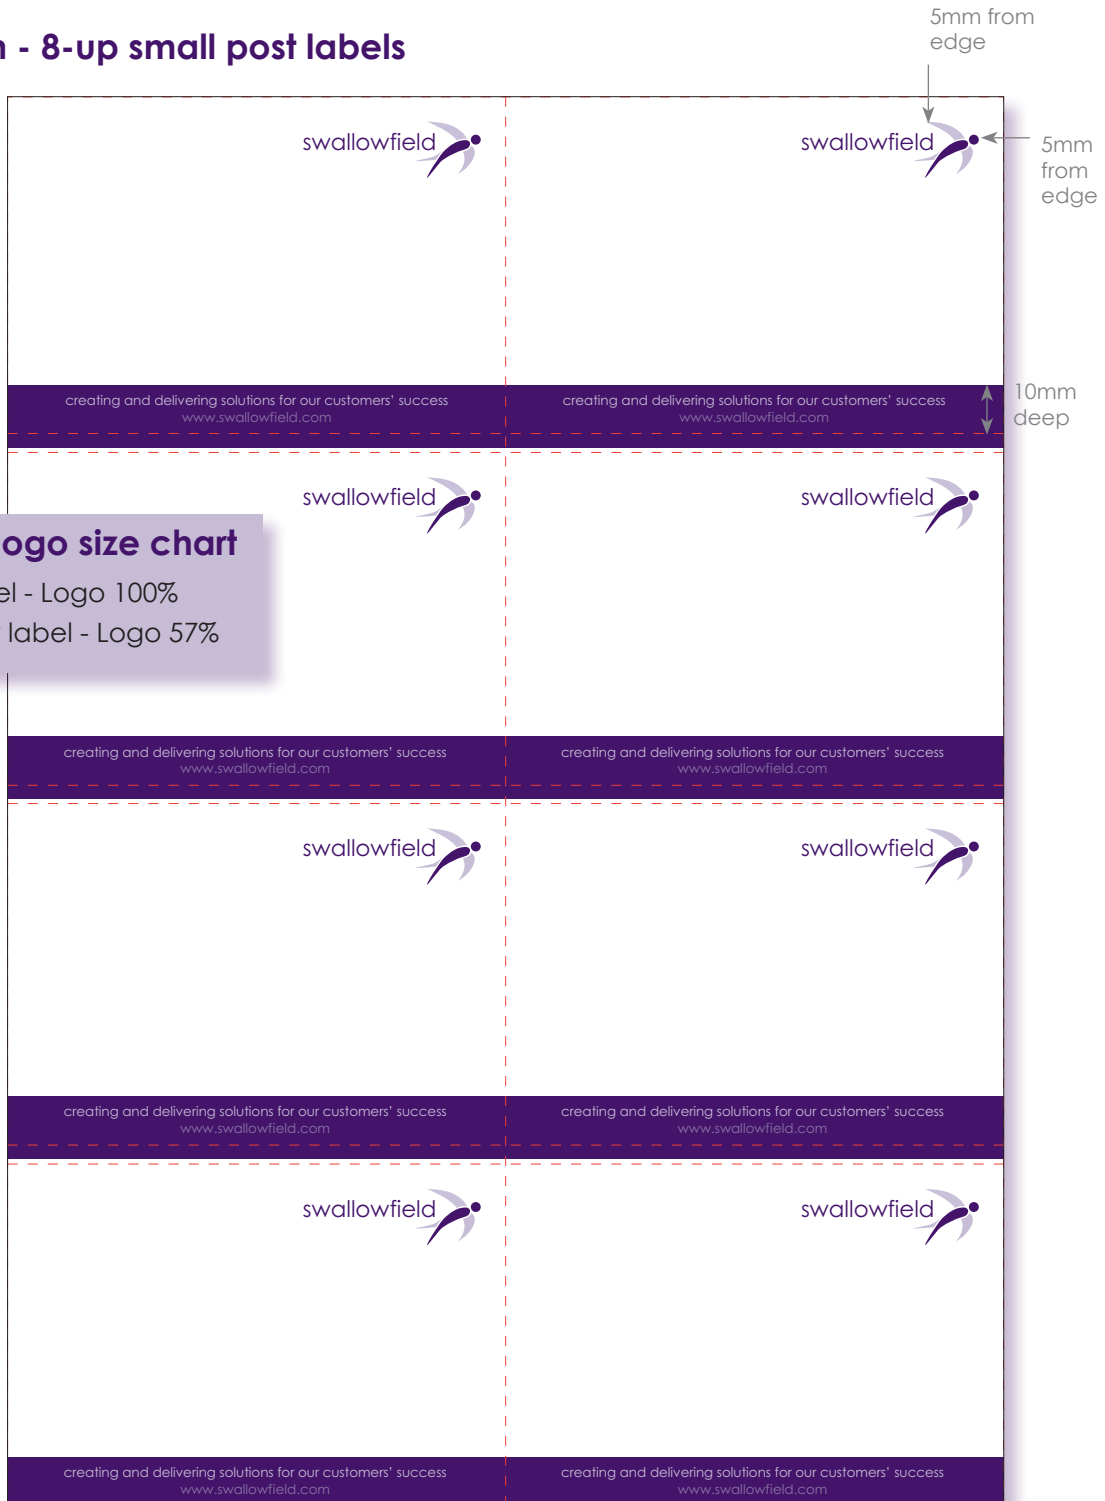 - 8-up small post labels
5mm from
edge
swallowfield
swallowfield
5mm
from
edge
creating and delivering solutions for our customers' success
www.swallowfield.com
creating and delivering solutions for our customers' success
www.swallowfield.com
10mm
deep
swallowfield
swallowfield
ogo size chart
el - Logo 100%
label - Logo 57%
creating and delivering solutions for our customers' success
www.swallowfield.com
creating and delivering solutions for our customers' success
www.swallowfield.com
swallowfield
swallowfield
creating and delivering solutions for our customers' success
www.swallowfield.com
creating and delivering solutions for our customers' success
www.swallowfield.com
swallowfield
swallowfield
creating and delivering solutions for our customers' success
www.swallowfield.com
creating and delivering solutions for our customers' success
www.swallowfield.com